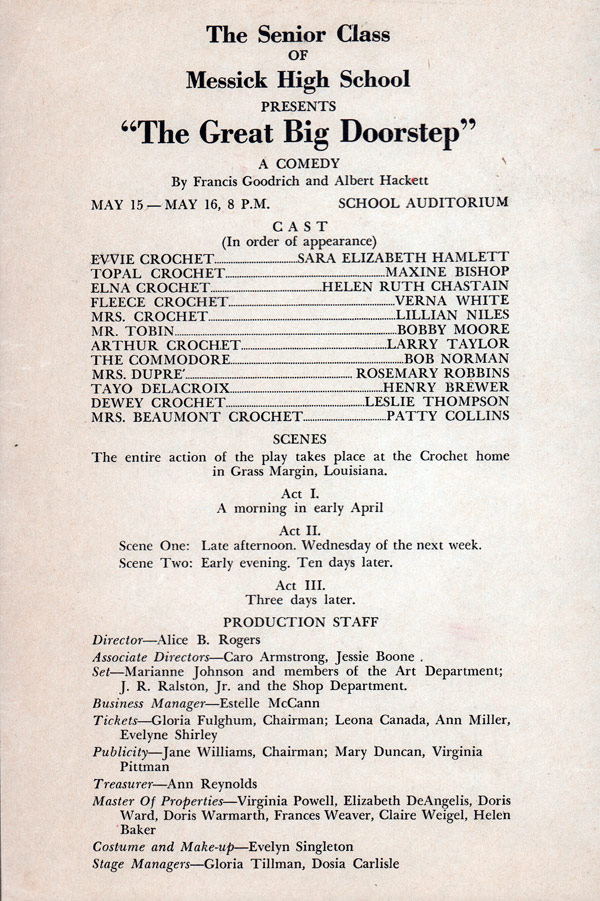 The Senior Class
OF
Messick High School
PRESENTS
“The Great Big Doorstep”
A COMEDY
By Francis Goodrich and Albert Hackett
MAY 15 — MAY 16, 8 P.M. SCHOOL AUDITORIUM
CAST
(In order of appearance)
EVVIE CROCHET SARA ELIZABETH HAMLETT
TOPAL CROCHET MAXINE BISHOP
ELNA CROCHET HELEN RUTH CHASTAIN
FLEECE CROCHET VERNA WHITE
MRS. CROCHET LILLIAN NILES
MR. TOBIN BOBBY MOORE
ARTHUR CROCHET LARRY TAYLOR
THE COMMODORE BOB NORMAN
MRS. DUPRE’ ROSEMARY ROBBINS
TAYO DELACROIX HENRY BREWER
DEWEY CROCHET LESLIE THOMPSON
MRS. BEAUMONT CROCHET PATTY COLLINS
SCENES
The entire action of the play takes place at the Crochet home
in Grass Margin, Louisiana.
Act I.
A morning in early April
Act II.
Scene One: Late afternoon. Wednesday of the next week.
Scene Two: Early evening. Ten days later.
Act III.
Three days later.
PRODUCTION STAFF
Director—Alice B. Rogers
Associate Directors—Caro Armstrong, Jessie Boone .
Set—Marianne Johnson and members of the Art Department;
J. R. Ralston, Jr. and the Shop Department.
Business Manager—Estelle McCann
Tickets—Gloria Fulghum, Chairman; Leona Canada, Ann Miller,
Evelyne Shirley
Publicity—Jane Williams, Chairman; Mary Duncan, Virginia
Pittman
Treasurer—Ann Reynolds
Master Of Properties—Virginia Powell, Elizabeth DeAngelis, Doris
Ward, Doris Warmarth, Frances Weaver, Claire Weigel, Helen
Baker
Costume and Make-up—Evelyn Singleton
Stage Managers—Gloria Tillman, Dosia Carlisle